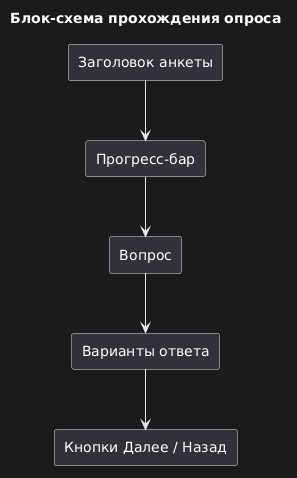 Блок-схема прохождения опроса
Заголовок анкеты
Прогресс-бар
Вопрос
Варианты ответа
Кнопки Далее / Назад